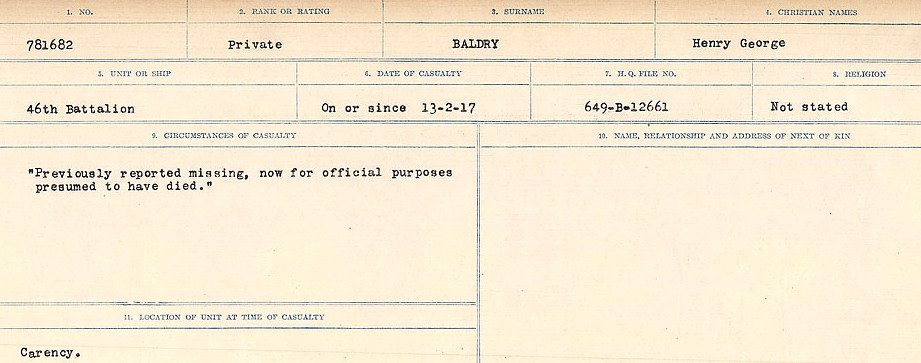 1. NO. 2. RANK OR RATING 3. SURNAME 4. CHRISTIAN NAMES
781682 Private BALDRY Henry George
5. UNIT OR SHIP 6. DATE OF CASUALTY 7. H.Q. FILE NO. 8. RELIGION
46th Battalion On or since 13-2-17 649-B-12661 Not stated
9. CIRCUMSTANCES OF CASUALTY 10. NAME, RELATIONSHIP AND ADDRESS OF NEXT OF KIN
"Previously reported missing, now for official purposes
presumed to have died."
11. LOCATION OF UNIT AT TIME OF CASUALTY
Carency.